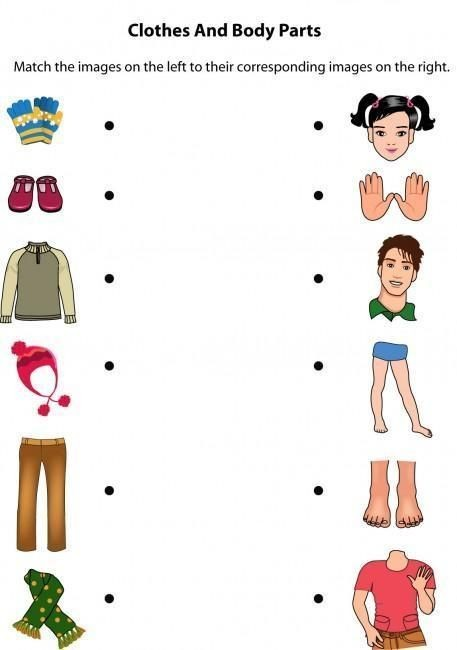 Clothes And Body Parts
Match the images on the left to their corresponding images on the right.